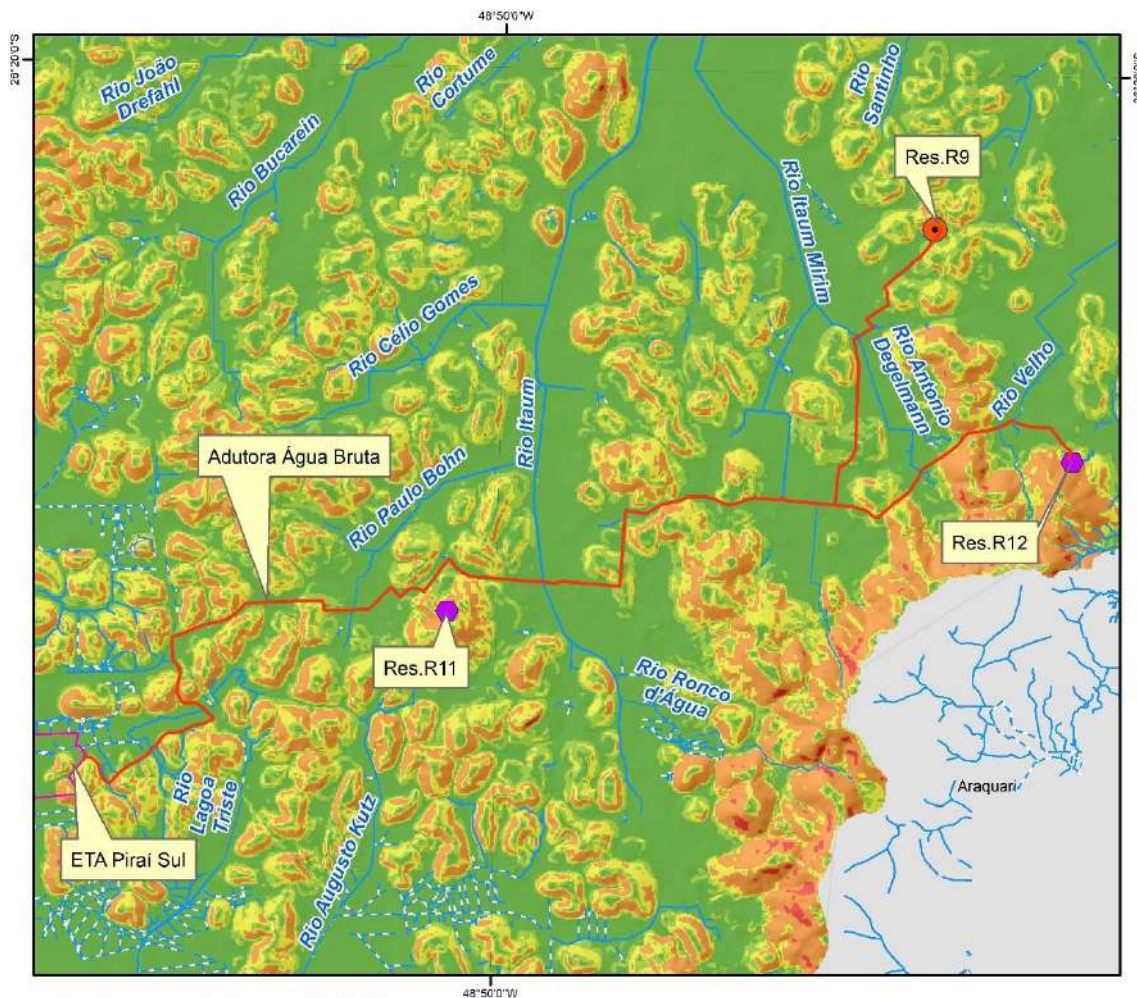 48°50'0"W
26°20'0"S
Rio João
Drefahl
Rio
Cortume
Rio
Santinho
Rio Bucarein
Res.R9
Rio Itaum Mirim
Rio Célio Gomes
Rio Antonio
Degelmann
Rio Velho
Rio Itaum
Adutora Água Bruta
Rio Paulo Bohn
Res.R12
Res.R11
Rio Ronco
d'Água
Rio
Lagoa
Triste
Araquari
ETA Piraí Sul
Rio Augusto Kutz
48°50'0"W